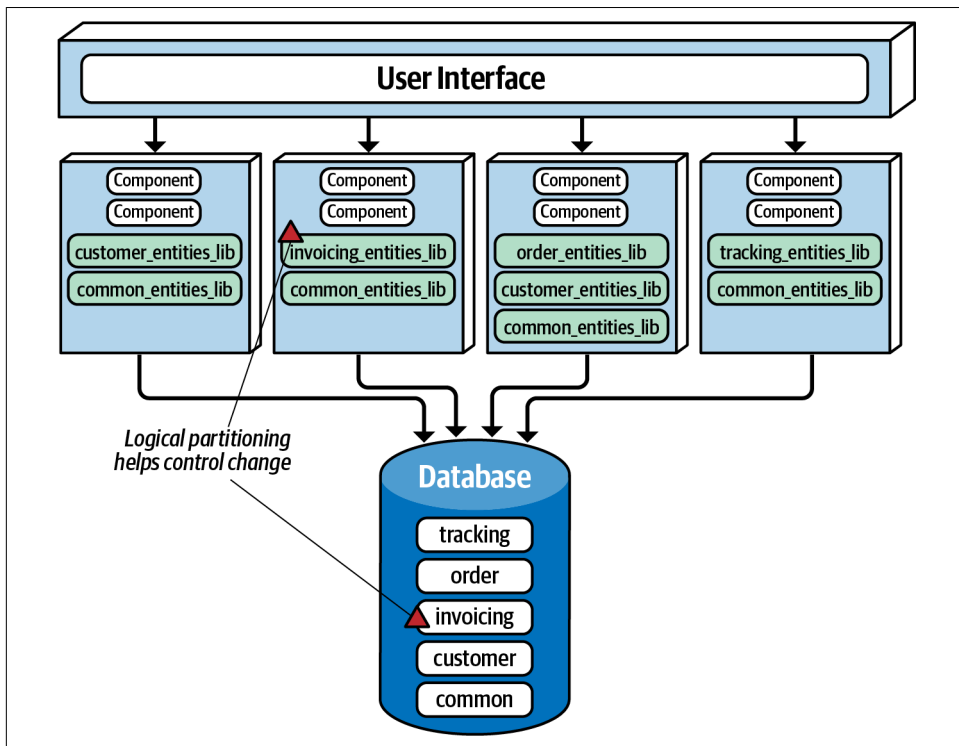 User Interface
Component
Component
customer_entities_lib
common_entities_lib
Component
Component
invoicing_entities_lib
common_entities_lib
Component
Component
order_entities_lib
customer_entities_lib
common_entities_lib
Component
Component
tracking_entities_lib
common_entities_lib
Logical partitioning
helps control change
Database
tracking
order
invoicing
customer
common